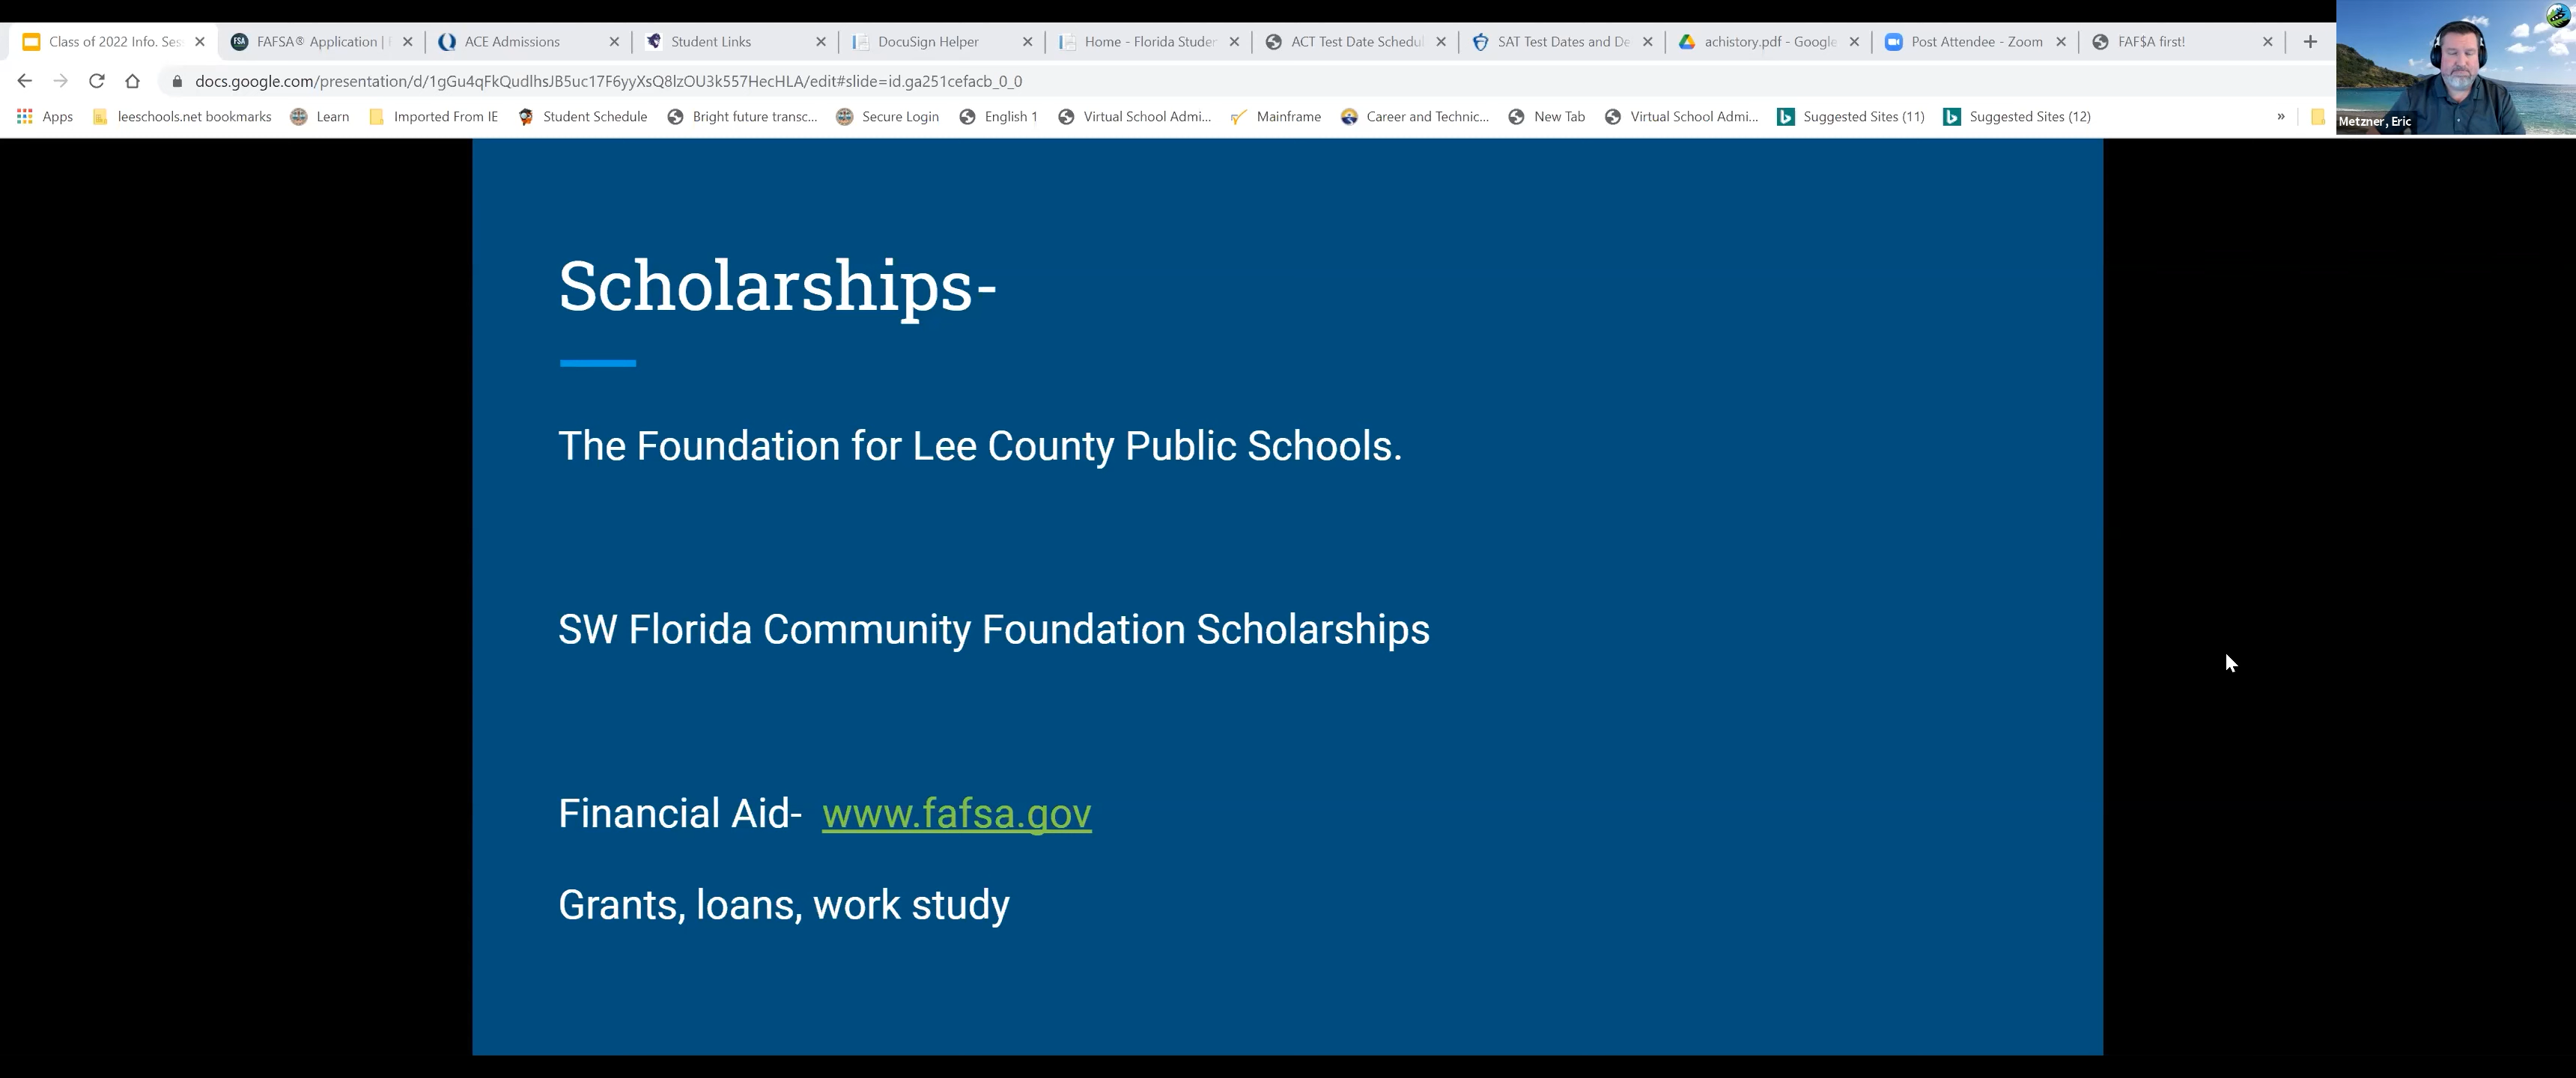 Class of 2022 Info. Ses
FAFSA® Application |
ACE Admissions
Student Links
DocuSign Helper
Home - Florida Studen
ACT Test Date Schedul
SAT Test Dates and De
achistory.pdf - Google
Post Attendee - Zoom
FAF$A first!
docs.google.com/presentation/d/1gGu4qFkQudlhsJB5uc17F6yyXsQ8lzOU3k557HecHLA/edit#slide=id.ga251cefacb_0_0
Apps
leeschools.net bookmarks
Learn
Imported From IE
Student Schedule
Bright future transc...
Secure Login
English 1
Virtual School Admi...
Mainframe
Career and Technic...
New Tab
Virtual School Admi...
Suggested Sites (11)
Suggested Sites (12)
»
Metzner, Eric
Scholarships-
The Foundation for Lee County Public Schools.
SW Florida Community Foundation Scholarships
Financial Aid- www.fafsa.gov
Grants, loans, work study